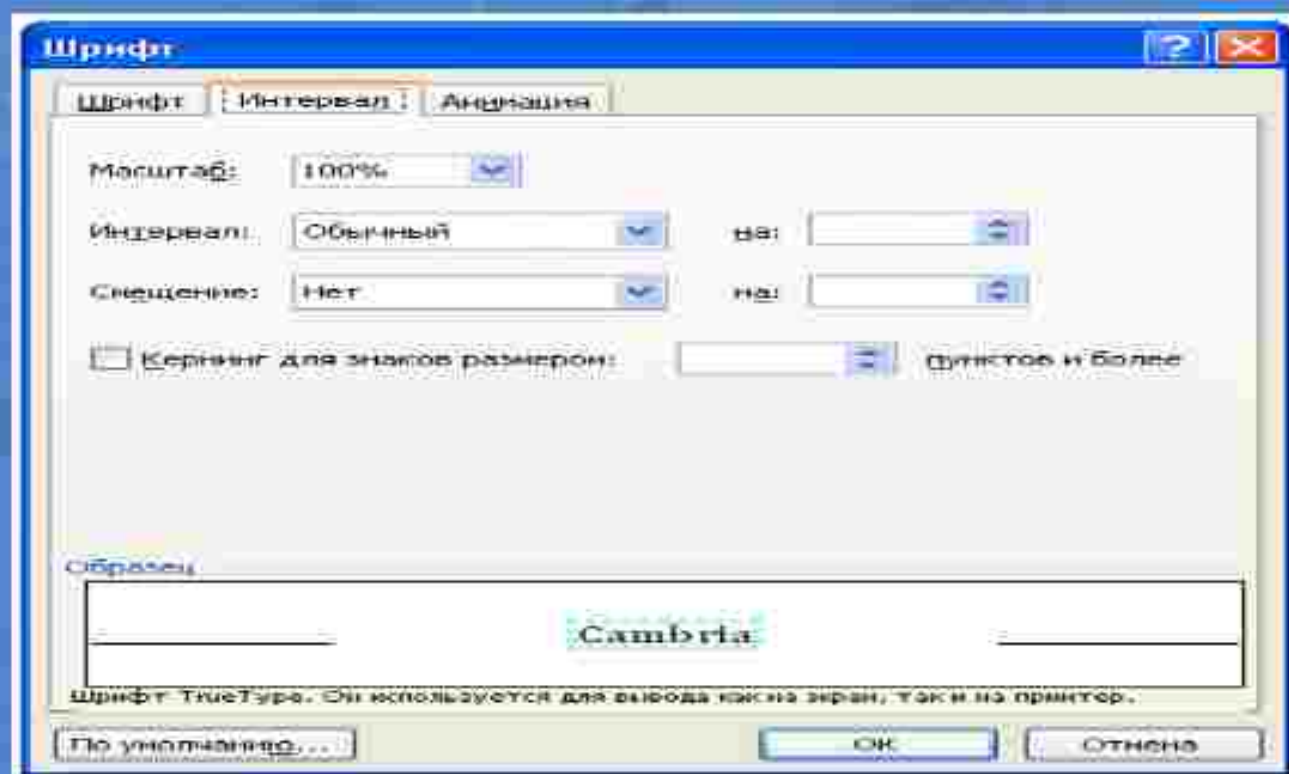 Шрифт
Шрифт Интервал Анимация
Масштаб: 100%
Интервал: Обычный на:
Смещение: Нет на:
Кернинг для знаков размером: пунктов и более
Образец
Cambria
Шрифт TrueType. Он используется для вывода как на экран, так и на принтер.
По умолчанию... ОК Отмена